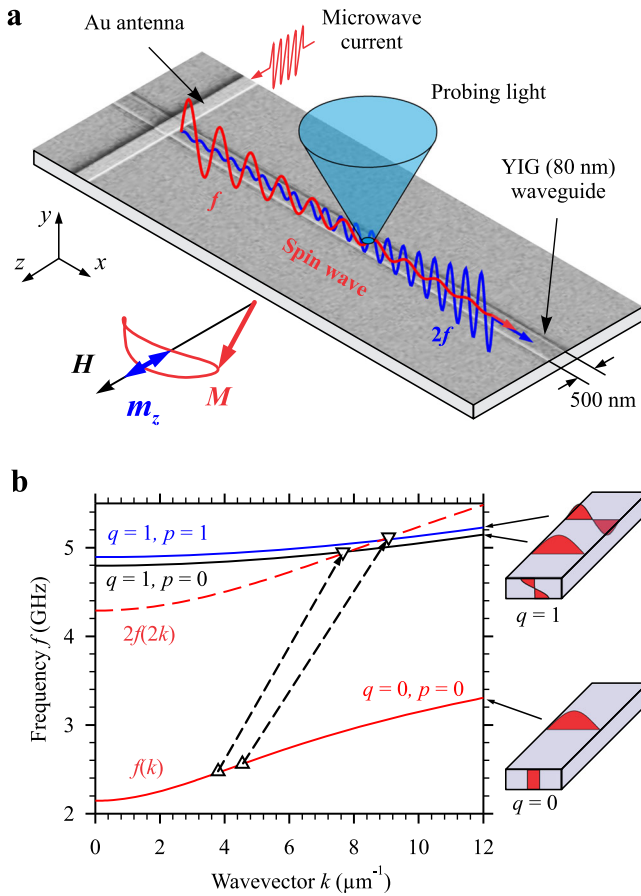 a
Au antenna
Microwave
current
Probing light
YIG (80 nm)
waveguide
f
Spin wave
2f
500 nm
y
z
x
H
m_z
M
b
q = 1, p = 1
q = 1, p = 0
2f(2k)
q = 0, p = 0
f(k)
Frequency f (GHz)
5
4
3
2
0
2
4
6
8
10
12
Wavevector k (µm⁻¹)
q = 1
q = 0